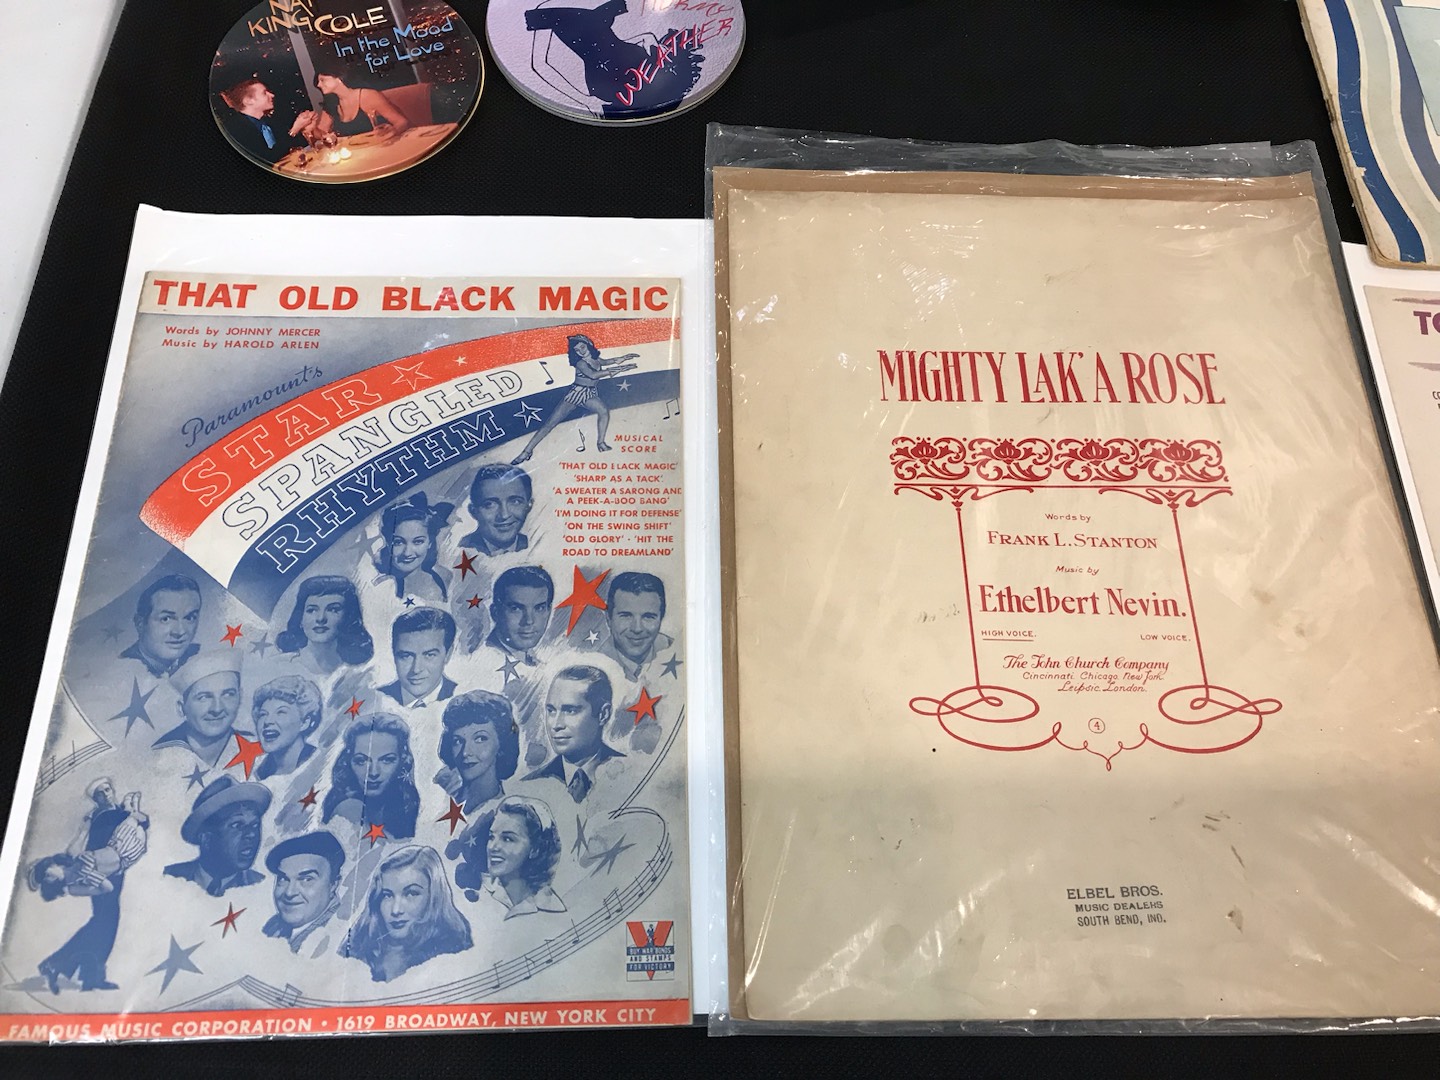 NAT
KING COLE
In the Mood
for Love
WEATHER
THAT OLD BLACK MAGIC
Words by JOHNNY MERCER
Music by HAROLD ARLEN
Paramount's
STAR
SPANGLED
RHYTHM
MUSICAL
SCORE
'THAT OLD BLACK MAGIC'
'SHARP AS A TACK'
'A SWEATER A SARONG AND
A PEEK-A-BOO BANG'
'I'M DOING IT FOR DEFENSE'
'ON THE SWING SHIFT'
'OLD GLORY' · 'HIT THE
ROAD TO DREAMLAND'
BUY WAR BONDS
AND STAMPS
FOR VICTORY
FAMOUS MUSIC CORPORATION • 1619 BROADWAY, NEW YORK CITY
MIGHTY LAK' A ROSE
Words by
FRANK L. STANTON
Music by
Ethelbert Nevin.
HIGH VOICE.
LOW VOICE.
The John Church Company
Cincinnati. Chicago. New York.
Leipsic. London.
4
ELBEL BROS.
MUSIC DEALERS
SOUTH BEND, IND.